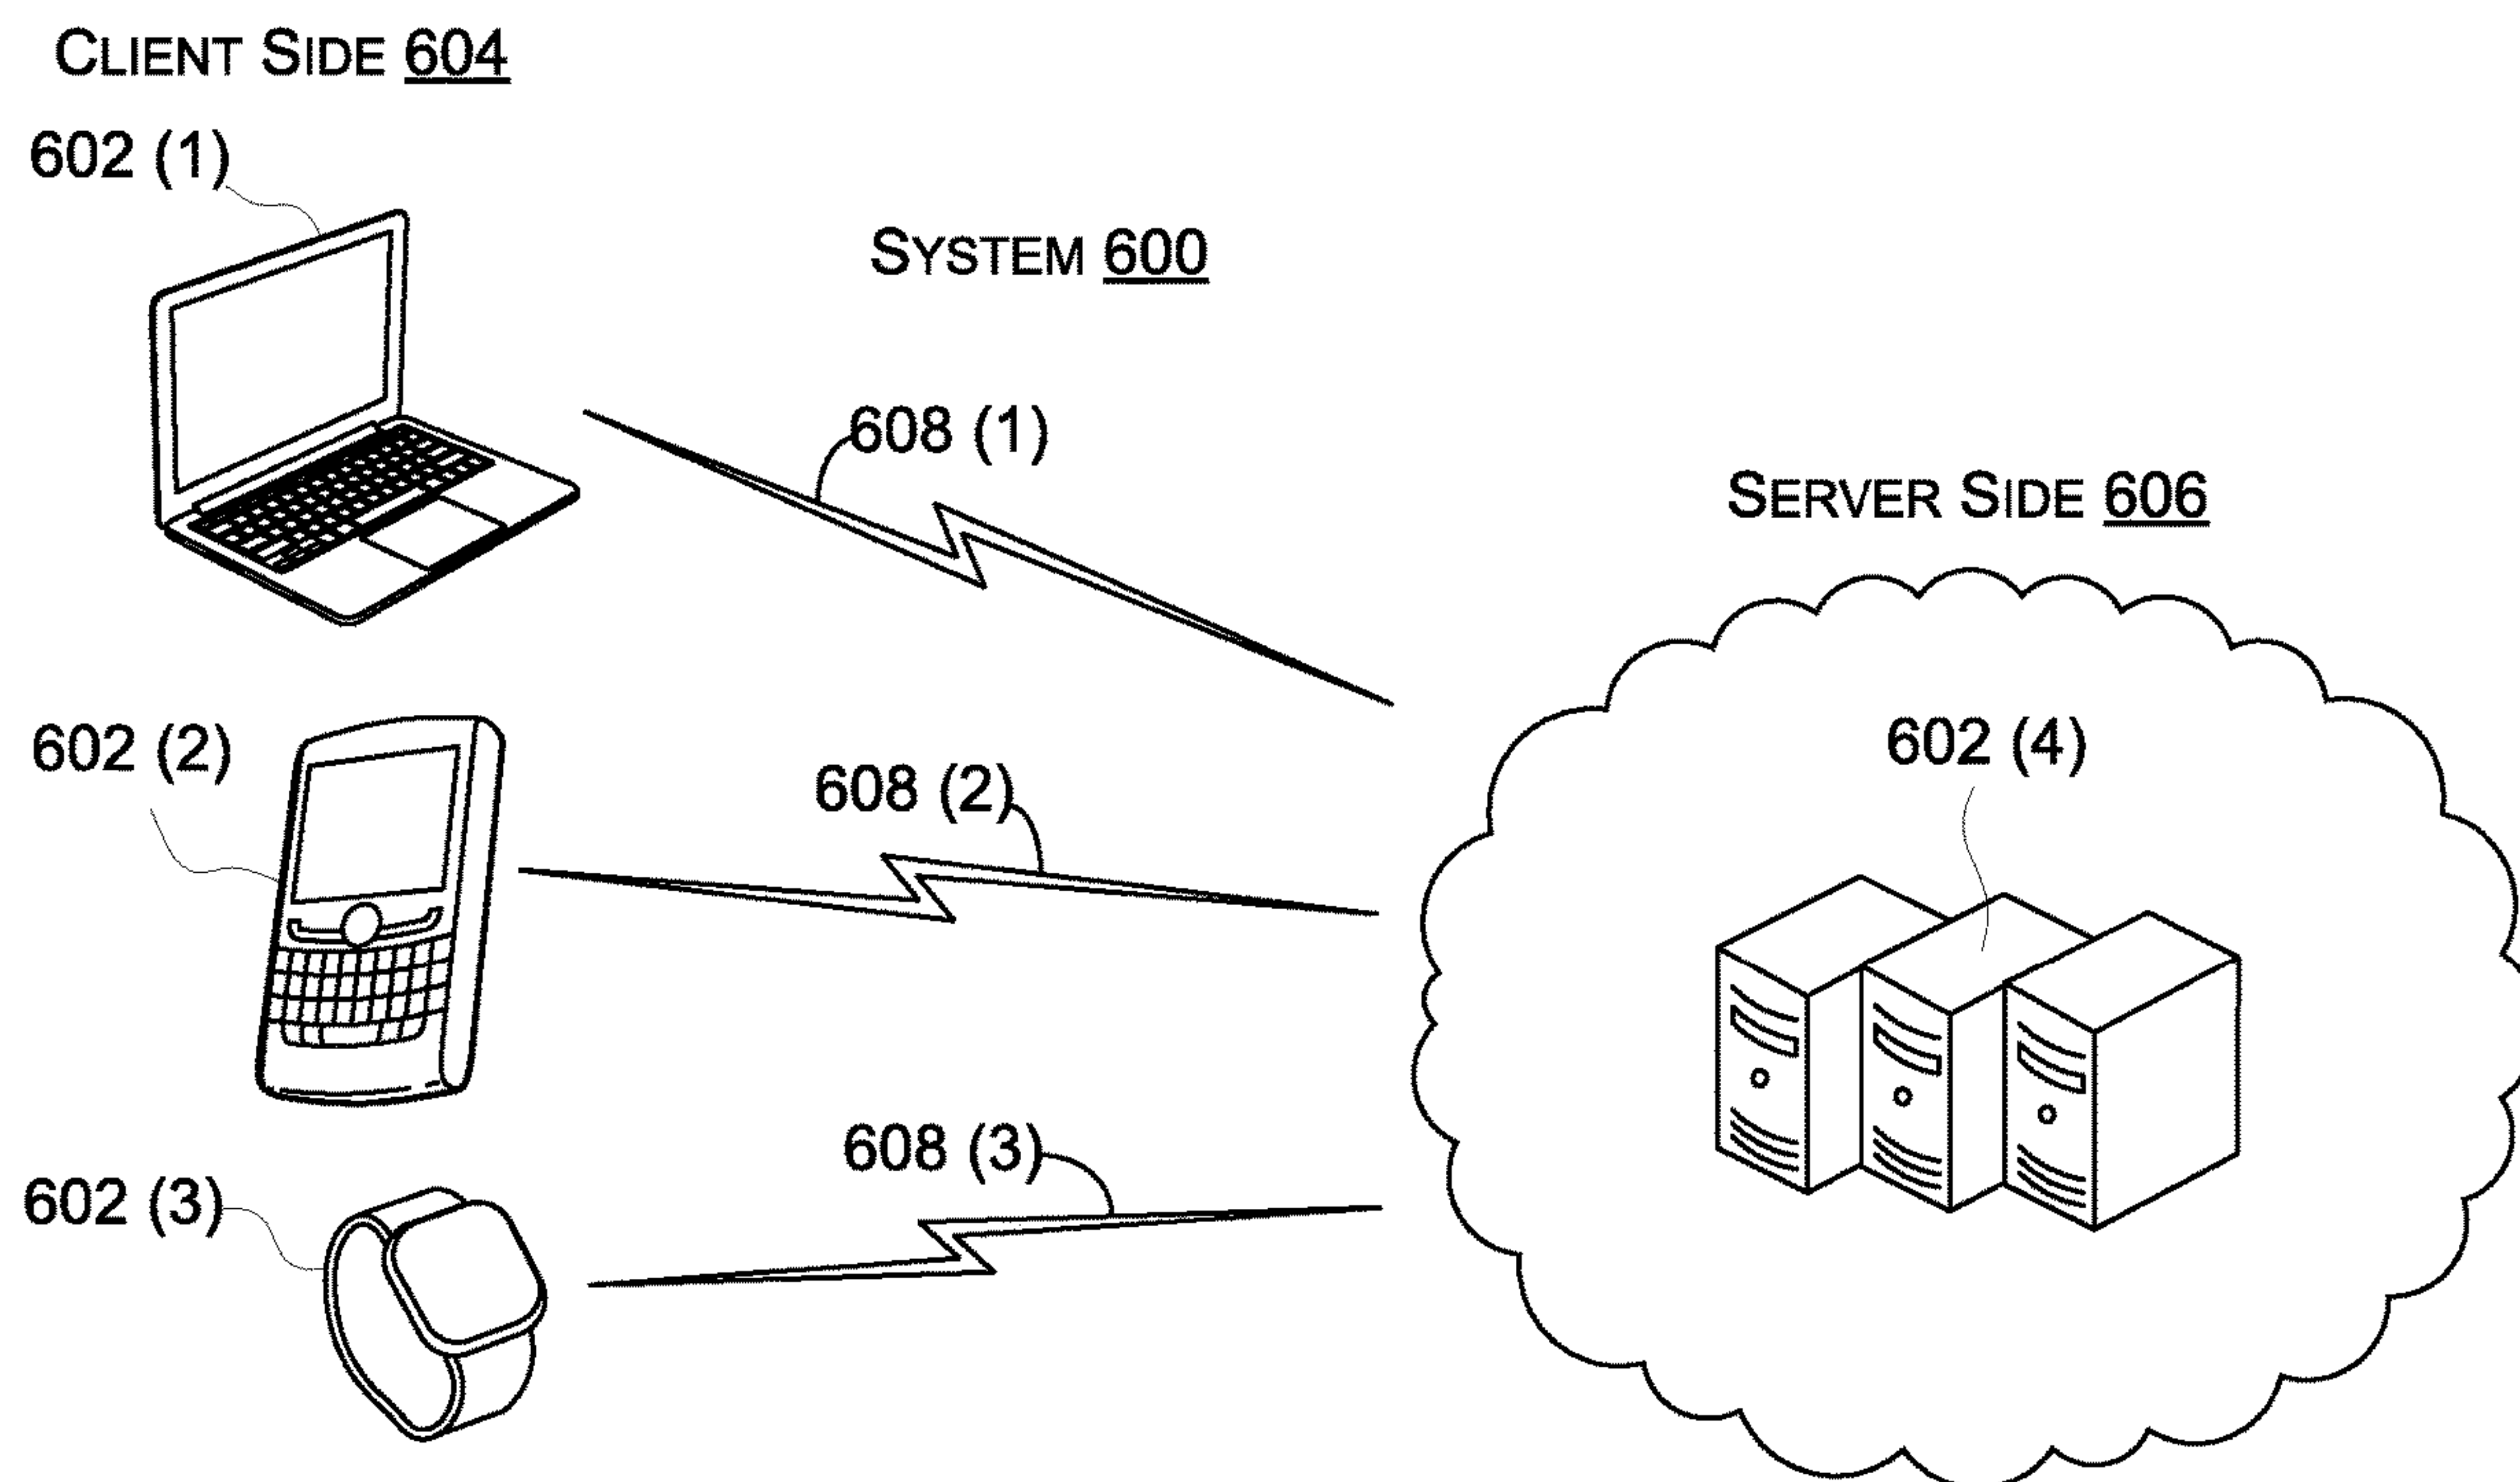 CLIENT SIDE 604
602 (1)
SYSTEM 600
608 (1)
SERVER SIDE 606
602 (2)
608 (2)
602 (4)
608 (3)
602 (3)